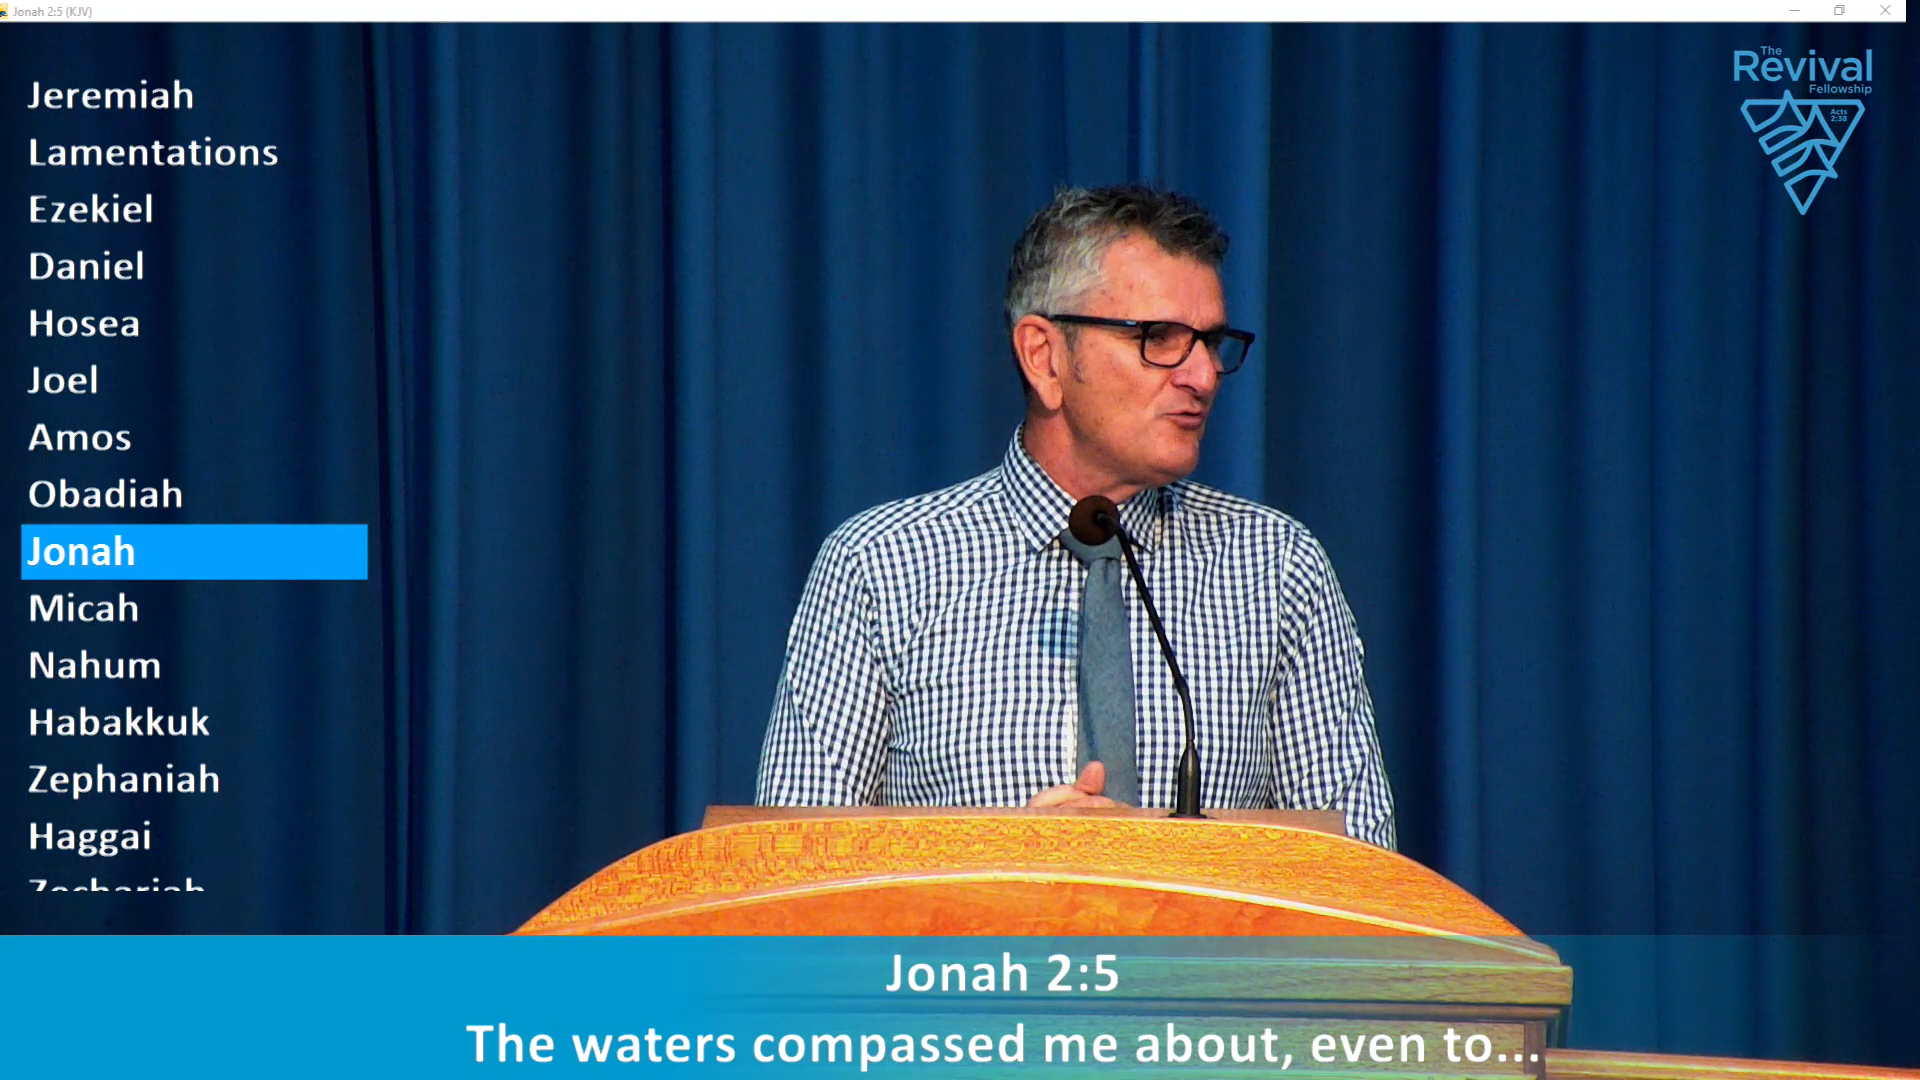 Jonah 2:5 (KJV)
The
Revival
Fellowship
Acts
2:38
Jeremiah
Lamentations
Ezekiel
Daniel
Hosea
Joel
Amos
Obadiah
Jonah
Micah
Nahum
Habakkuk
Zephaniah
Haggai
Zechariah
Jonah 2:5
The waters compassed me about, even to...